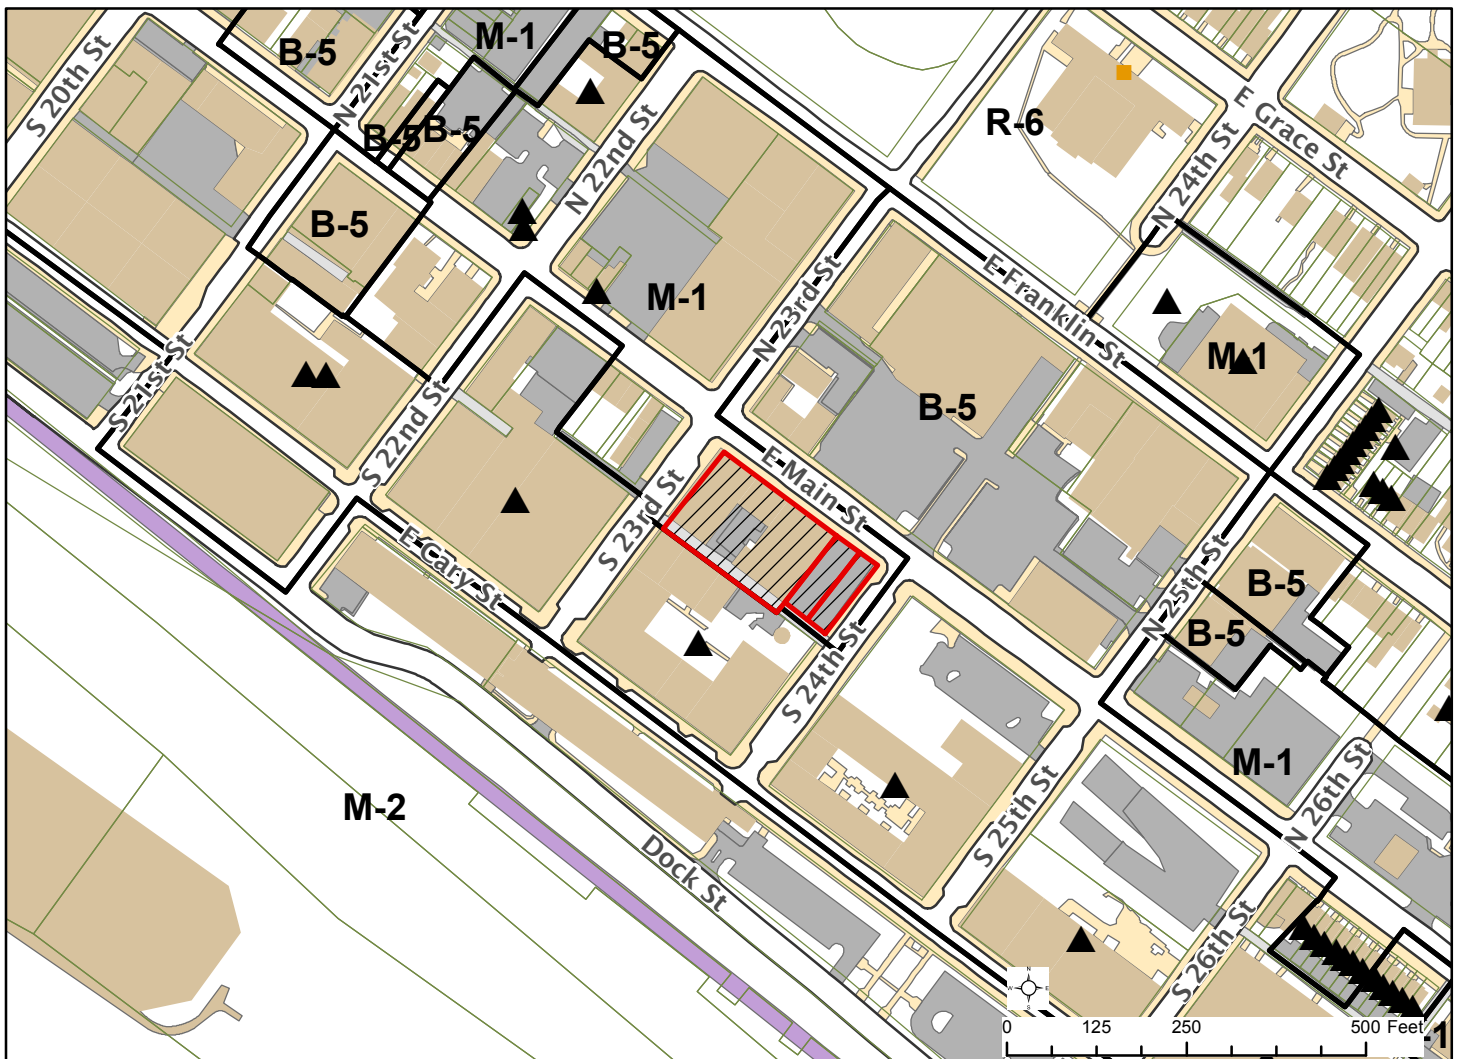 M-1
B-5
B-5
S 20th St
N 21st St
B-5
B-5
N 22nd St
R-6
E Grace St
N 24th St
B-5
M-1
N 23rd St
E Franklin St
M-1
B-5
S 21st St
S 22nd St
E Main St
S 23rd St
E Cary St
N 25th St
B-5
B-5
S 24th St
M-1
M-2
N 26th St
S 25th St
Dock St
S 26th St
N
W
E
S
0
125
250
500 Feet